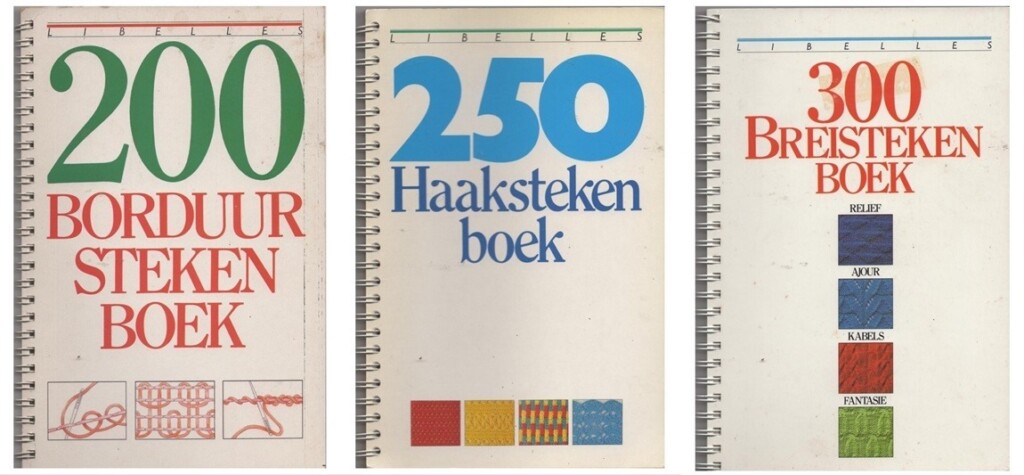 LIBELLES
200
BORDUUR
STEKEN
BOEK
LIBELLES
250
Haaksteken
boek
LIBELLES
300
BREISTEKEN
BOEK
RELIEF
AJOUR
KABELS
FANTASIE